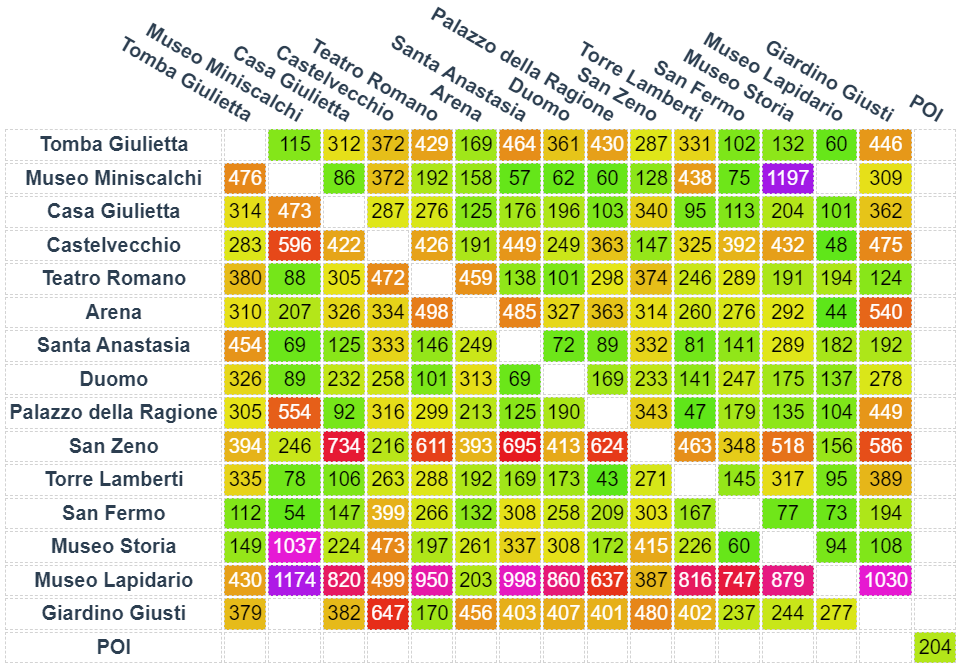 Tomba Giulietta Museo Miniscalchi Casa Giulietta Castelvecchio Teatro Romano Arena Santa Anastasia Duomo Palazzo della Ragione San Zeno Torre Lamberti San Fermo Museo Storia Museo Lapidario Giardino Giusti POI
Tomba Giulietta 115 312 372 429 169 464 361 430 287 331 102 132 60 446
Museo Miniscalchi 476 86 372 192 158 57 62 60 128 438 75 1197 309
Casa Giulietta 314 473 287 276 125 176 196 103 340 95 113 204 101 362
Castelvecchio 283 596 422 426 191 449 249 363 147 325 392 432 48 475
Teatro Romano 380 88 305 472 459 138 101 298 374 246 289 191 194 124
Arena 310 207 326 334 498 485 327 363 314 260 276 292 44 540
Santa Anastasia 454 69 125 333 146 249 72 89 332 81 141 289 182 192
Duomo 326 89 232 258 101 313 69 169 233 141 247 175 137 278
Palazzo della Ragione 305 554 92 316 299 213 125 190 343 47 179 135 104 449
San Zeno 394 246 734 216 611 393 695 413 624 463 348 518 156 586
Torre Lamberti 335 78 106 263 288 192 169 173 43 271 145 317 95 389
San Fermo 112 54 147 399 266 132 308 258 209 303 167 77 73 194
Museo Storia 149 1037 224 473 197 261 337 308 172 415 226 60 94 108
Museo Lapidario 430 1174 820 499 950 203 998 860 637 387 816 747 879 1030
Giardino Giusti 379 382 647 170 456 403 407 401 480 402 237 244 277
POI 204